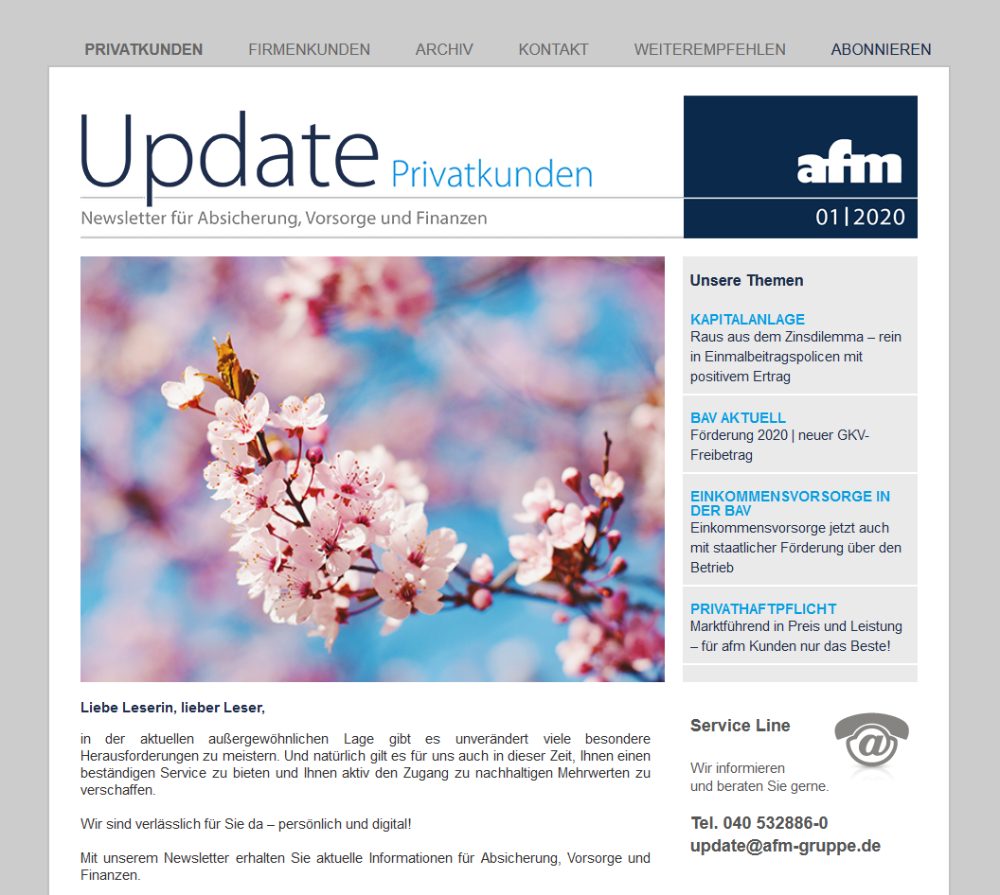 PRIVATKUNDEN FIRMENKUNDEN ARCHIV KONTAKT WEITEREMPFEHLEN ABONNIEREN
Update Privatkunden
Newsletter für Absicherung, Vorsorge und Finanzen
afm
01|2020
Unsere Themen
KAPITALANLAGE
Raus aus dem Zinsdilemma – rein
in Einmalbeitragspolicen mit
positivem Ertrag
BAV AKTUELL
Förderung 2020 | neuer GKV-
Freibetrag
EINKOMMENSVORSORGE IN
DER BAV
Einkommensvorsorge jetzt auch
mit staatlicher Förderung über den
Betrieb
PRIVATHAFTPFLICHT
Marktführend in Preis und Leistung
– für afm Kunden nur das Beste!
Liebe Leserin, lieber Leser,
in der aktuellen außergewöhnlichen Lage gibt es unverändert viele besondere
Herausforderungen zu meistern. Und natürlich gilt es für uns auch in dieser Zeit, Ihnen einen
beständigen Service zu bieten und Ihnen aktiv den Zugang zu nachhaltigen Mehrwerten zu
verschaffen.
Wir sind verlässlich für Sie da – persönlich und digital!
Mit unserem Newsletter erhalten Sie aktuelle Informationen für Absicherung, Vorsorge und
Finanzen.
Service Line
@
Wir informieren
und beraten Sie gerne.
Tel. 040 532886-0
update@afm-gruppe.de